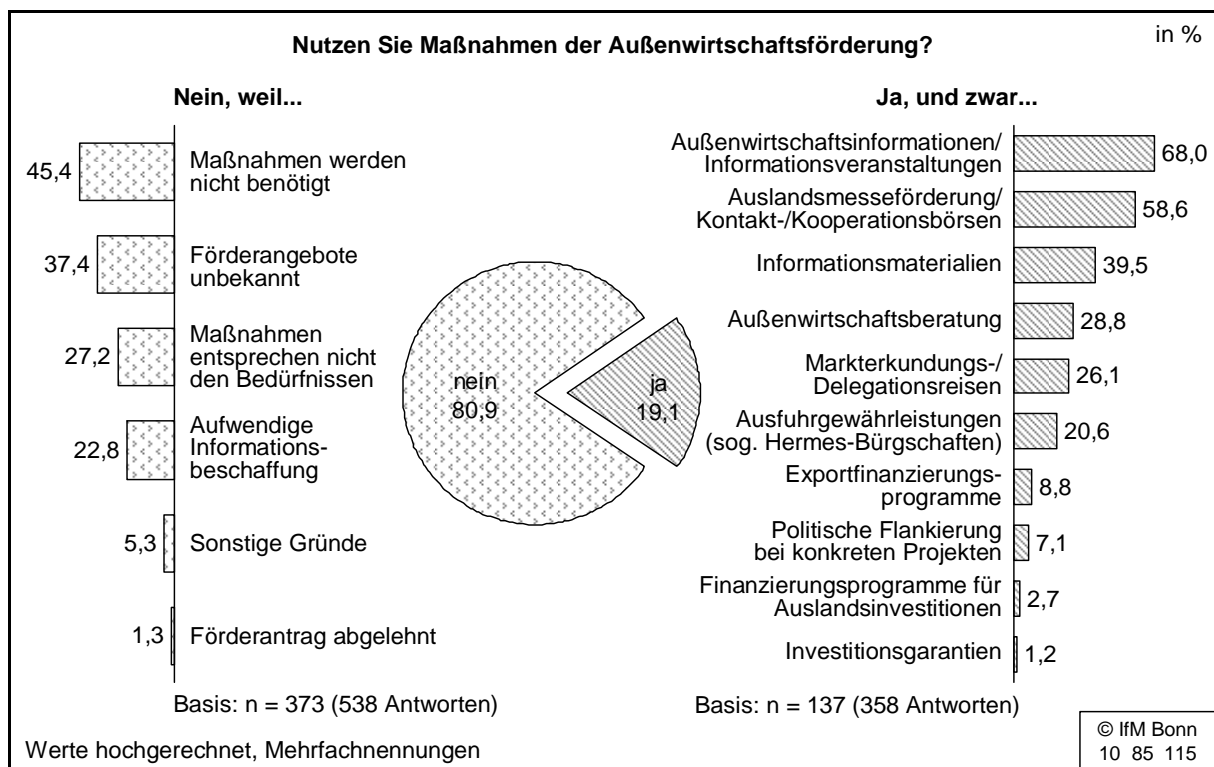 Nutzen Sie Maßnahmen der Außenwirtschaftsförderung?
in %
Nein, weil...
45,4
Maßnahmen werden
nicht benötigt
37,4
Förderangebote
unbekannt
27,2
Maßnahmen
entsprechen nicht
den Bedürfnissen
22,8
Aufwendige
Informations-
beschaffung
5,3
Sonstige Gründe
1,3
Förderantrag abgelehnt
Basis: n = 373 (538 Antworten)
nein
80,9
ja
19,1
Ja, und zwar...
Außenwirtschaftsinformationen/
Informationsveranstaltungen
68,0
Auslandsmesseförderung/
Kontakt-/Kooperationsbörsen
58,6
Informationsmaterialien
39,5
Außenwirtschaftsberatung
28,8
Markterkundungs-/
Delegationsreisen
26,1
Ausfuhrgewährleistungen
(sog. Hermes-Bürgschaften)
20,6
Exportfinanzierungs-
programme
8,8
Politische Flankierung
bei konkreten Projekten
7,1
Finanzierungsprogramme für
Auslandsinvestitionen
2,7
Investitionsgarantien
1,2
Basis: n = 137 (358 Antworten)
Werte hochgerechnet, Mehrfachnennungen
© IfM Bonn
10 85 115